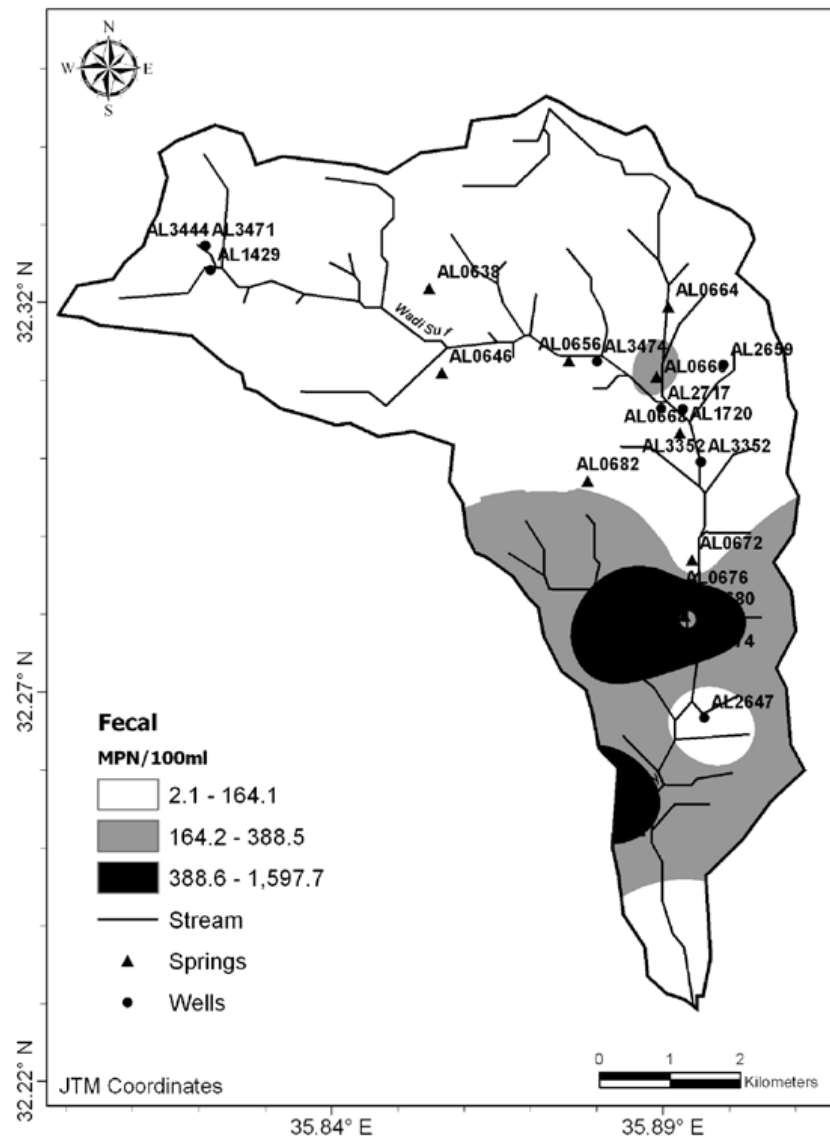 N
W E
S
AL3444 AL3471
AL1429
AL0638
AL0664
Wadi Suf
AL0656 AL3474
AL2659
AL0646
AL0660
AL2717
AL0668 AL1720
AL3352 AL3352
AL0682
AL0672
AL0676
AL2647
32.32° N
32.27° N
32.22° N
Fecal
MPN/100ml
2.1 - 164.1
164.2 - 388.5
388.6 - 1,597.7
Stream
Springs
Wells
0 1 2
Kilometers
JTM Coordinates
35.84° E 35.89° E